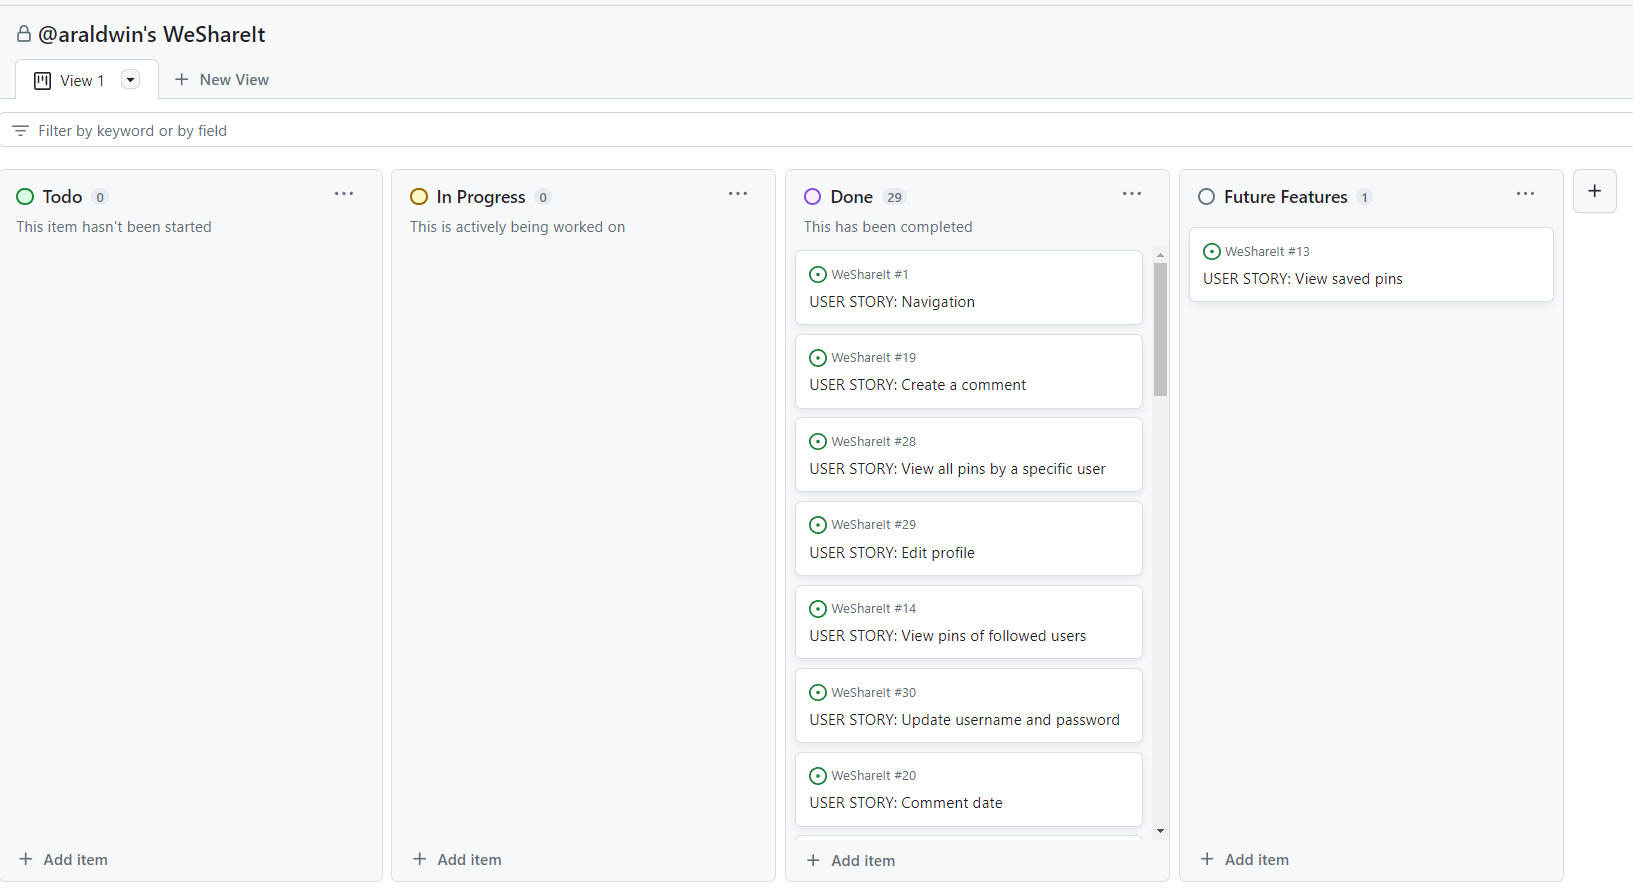 @araldwin's WeShareIt
View 1
New View
Filter by keyword or by field
Todo 0
This item hasn't been started
Add item
In Progress 0
This is actively being worked on
Add item
Done 29
This has been completed
WeShareIt #1
USER STORY: Navigation
WeShareIt #19
USER STORY: Create a comment
WeShareIt #28
USER STORY: View all pins by a specific user
WeShareIt #29
USER STORY: Edit profile
WeShareIt #14
USER STORY: View pins of followed users
WeShareIt #30
USER STORY: Update username and password
WeShareIt #20
USER STORY: Comment date
Add item
Future Features 1
WeShareIt #13
USER STORY: View saved pins
Add item